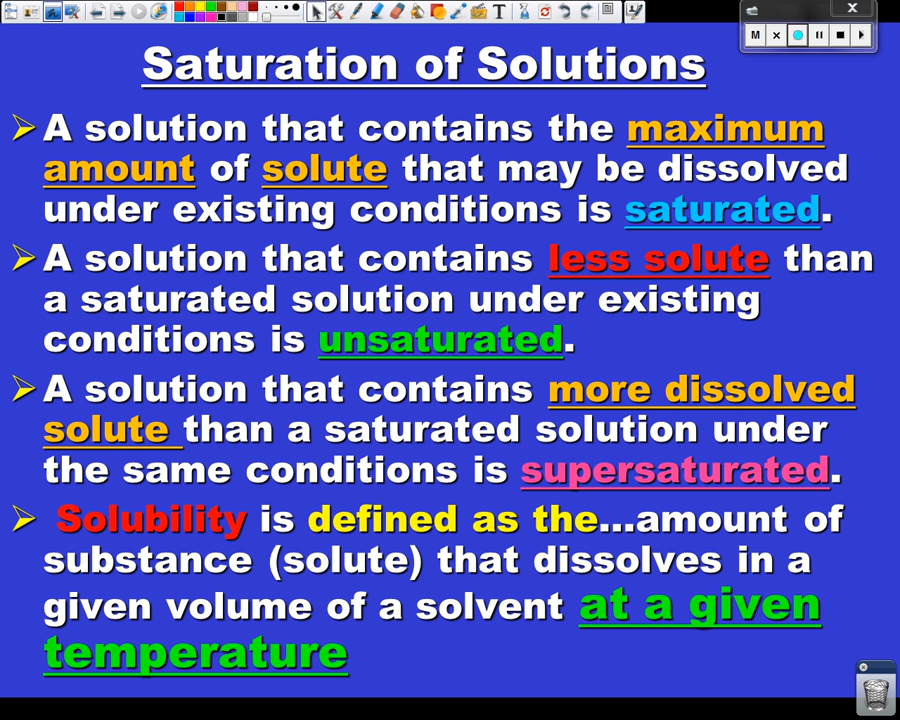 M
Saturation of Solutions
A solution that contains the maximum
amount of solute that may be dissolved
under existing conditions is saturated.
A solution that contains less solute than
a saturated solution under existing
conditions is unsaturated.
A solution that contains more dissolved
solute than a saturated solution under
the same conditions is supersaturated.
Solubility is defined as the...amount of
substance (solute) that dissolves in a
given volume of a solvent at a given
temperature